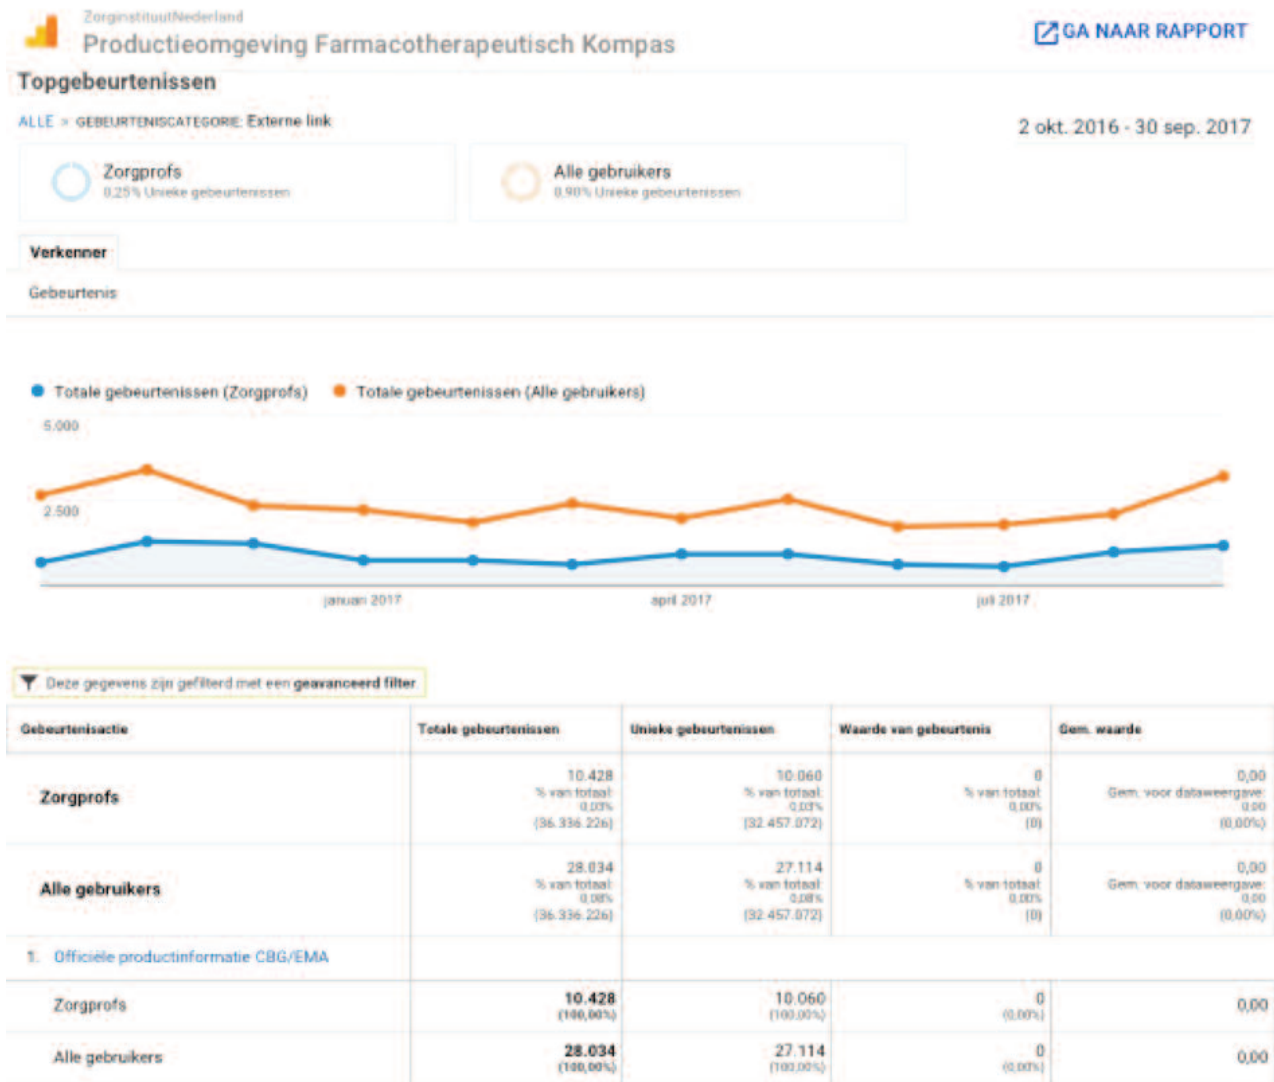 ZorginstituutNederland
Productieomgeving Farmacotherapeutisch Kompas
GA NAAR RAPPORT
Topgebeurtenissen
ALLE » GEBEURTENISCATEGORIE: Externe link
2 okt. 2016 - 30 sep. 2017
Zorgprofs
0,25% Unieke gebeurtenissen
Alle gebruikers
0,90% Unieke gebeurtenissen
Verkenner
Gebeurtenis
Totale gebeurtenissen (Zorgprofs) Totale gebeurtenissen (Alle gebruikers)
5.000
2.500
januari 2017 april 2017 juli 2017
Deze gegevens zijn gefilterd met een geavanceerd filter.
Gebeurtenisactie Totale gebeurtenissen Unieke gebeurtenissen Waarde van gebeurtenis Gem. waarde
Zorgprofs
10.428 10.060 0 0,00
% van totaal: % van totaal: % van totaal: Gem. voor dataweergave:
0,03% 0,03% 0,00% 0,00
(36.336.226) (32.457.072) (0) (0,00%)
Alle gebruikers
28.034 27.114 0 0,00
% van totaal: % van totaal: % van totaal: Gem. voor dataweergave:
0,08% 0,08% 0,00% 0,00
(36.336.226) (32.457.072) (0) (0,00%)
1. Officiële productinformatie CBG/EMA
Zorgprofs 10.428 10.060 0 0,00
(100,00%) (100,00%) (0,00%)
Alle gebruikers 28.034 27.114 0 0,00
(100,00%) (100,00%) (0,00%)